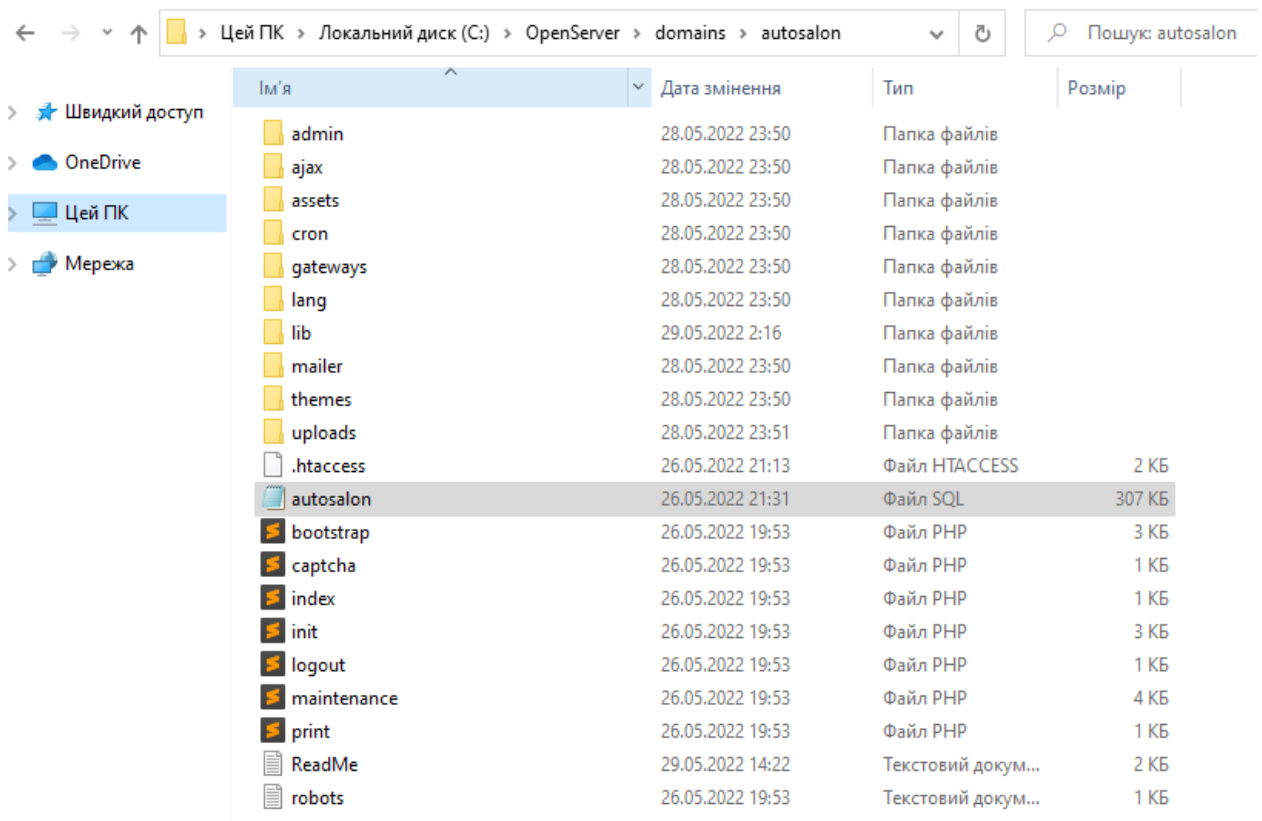 Цей ПК › Локальний диск (C:) › OpenServer › domains › autosalon Пошук: autosalon
Ім'я Дата змінення Тип Розмір
Швидкий доступ
OneDrive
Цей ПК
Мережа
admin 28.05.2022 23:50 Папка файлів
ajax 28.05.2022 23:50 Папка файлів
assets 28.05.2022 23:50 Папка файлів
cron 28.05.2022 23:50 Папка файлів
gateways 28.05.2022 23:50 Папка файлів
lang 28.05.2022 23:50 Папка файлів
lib 29.05.2022 2:16 Папка файлів
mailer 28.05.2022 23:50 Папка файлів
themes 28.05.2022 23:50 Папка файлів
uploads 28.05.2022 23:51 Папка файлів
.htaccess 26.05.2022 21:13 Файл HTACCESS 2 КБ
autosalon 26.05.2022 21:31 Файл SQL 307 КБ
bootstrap 26.05.2022 19:53 Файл PHP 3 КБ
captcha 26.05.2022 19:53 Файл PHP 1 КБ
index 26.05.2022 19:53 Файл PHP 1 КБ
init 26.05.2022 19:53 Файл PHP 3 КБ
logout 26.05.2022 19:53 Файл PHP 1 КБ
maintenance 26.05.2022 19:53 Файл PHP 4 КБ
print 26.05.2022 19:53 Файл PHP 1 КБ
ReadMe 29.05.2022 14:22 Текстовий докум... 2 КБ
robots 26.05.2022 19:53 Текстовий докум... 1 КБ